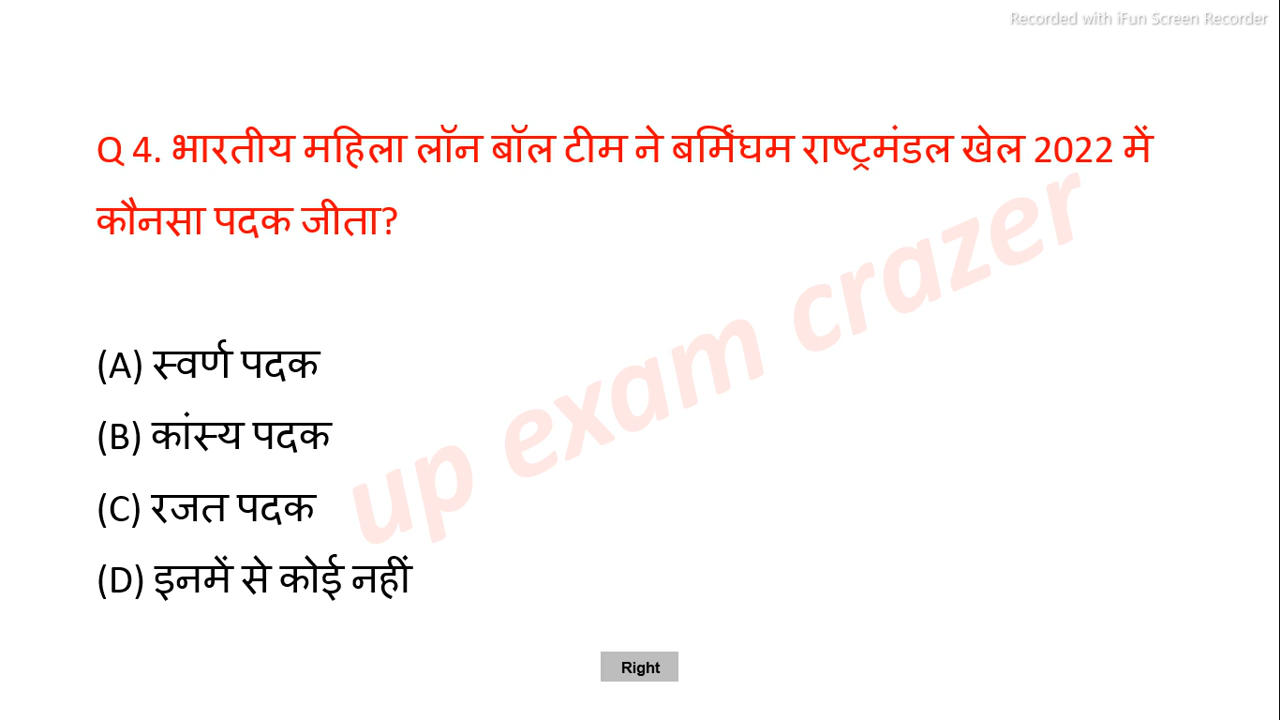 Recorded with iFun Screen Recorder
Q 4. भारतीय महिला लॉन बॉल टीम ने बर्मिंघम राष्ट्रमंडल खेल 2022 में
कौनसा पदक जीता?
(A) स्वर्ण पदक
(B) कांस्य पदक
(C) रजत पदक
(D) इनमें से कोई नहीं
up exam crazer
Right